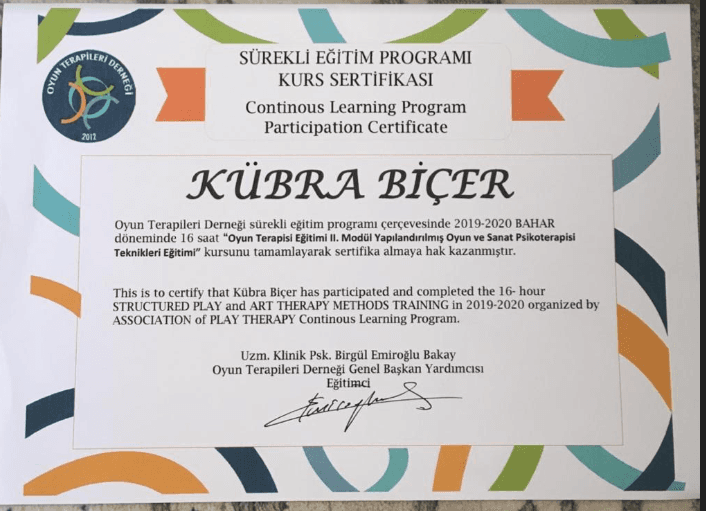 OYUN TERAPİLERİ DERNEĞİ
2012
SÜREKLİ EĞİTİM PROGRAMI
KURS SERTİFİKASI
Continous Learning Program
Participation Certificate
KÜBRA BİÇER
Oyun Terapileri Derneği sürekli eğitim programı çerçevesinde 2019-2020 BAHAR
döneminde 16 saat "Oyun Terapisi Eğitimi II. Modül Yapılandırılmış Oyun ve Sanat Psikoterapisi
Teknikleri Eğitimi" kursunu tamamlayarak sertifika almaya hak kazanmıştır.
This is to certify that Kübra Biçer has participated and completed the 16- hour
STRUCTURED PLAY and ART THERAPY METHODS TRAINING in 2019-2020 organized by
ASSOCIATION of PLAY THERAPY Continous Learning Program.
Uzm. Klinik Psk. Birgül Emiroğlu Bakay
Oyun Terapileri Derneği Genel Başkan Yardımcısı
Eğitimci